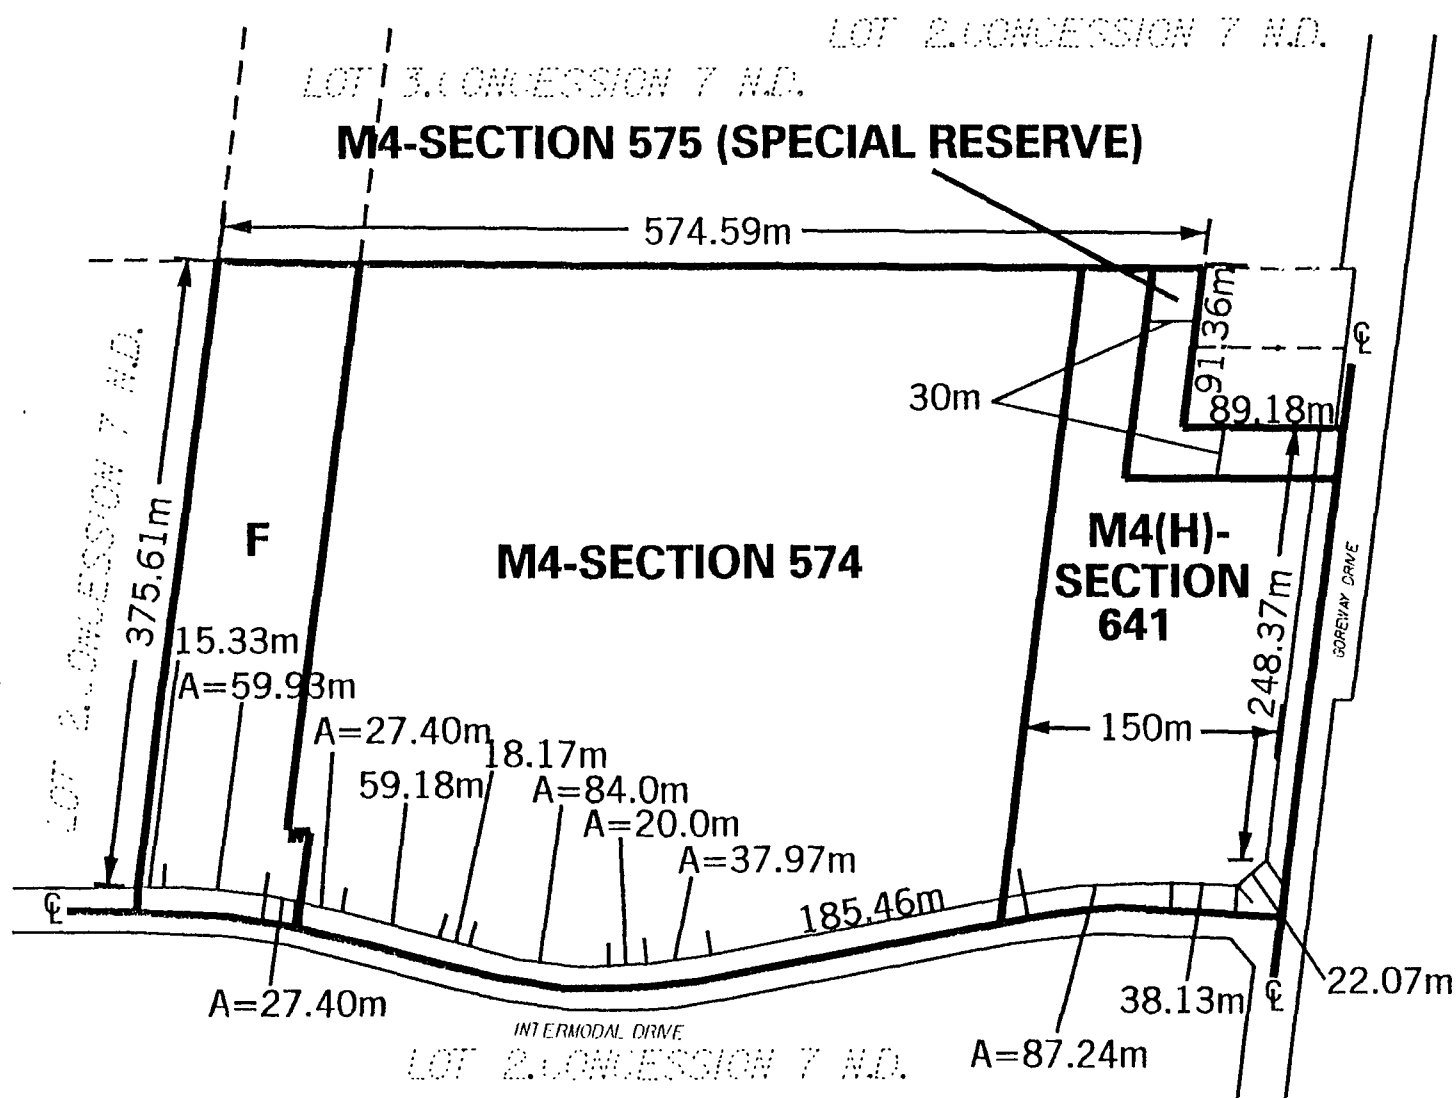 LOT 2.CONCESSION 7 N.D.
LOT 3.CONCESSION 7 N.D.
M4-SECTION 575 (SPECIAL RESERVE)
574.59m
91.36m
℄
30m
89.18m
LOT 2.CONCESSION 7 N.D.
375.61m
F
M4-SECTION 574
M4(H)-
SECTION
641
GOREWAY DRIVE
248.37m
15.33m
A=59.93m
A=27.40m
18.17m
59.18m
A=84.0m
A=20.0m
A=37.97m
150m
185.46m
℄
A=27.40m
38.13m
℄
22.07m
INTERMODAL DRIVE
A=87.24m
LOT 2.CONCESSION 7 N.D.